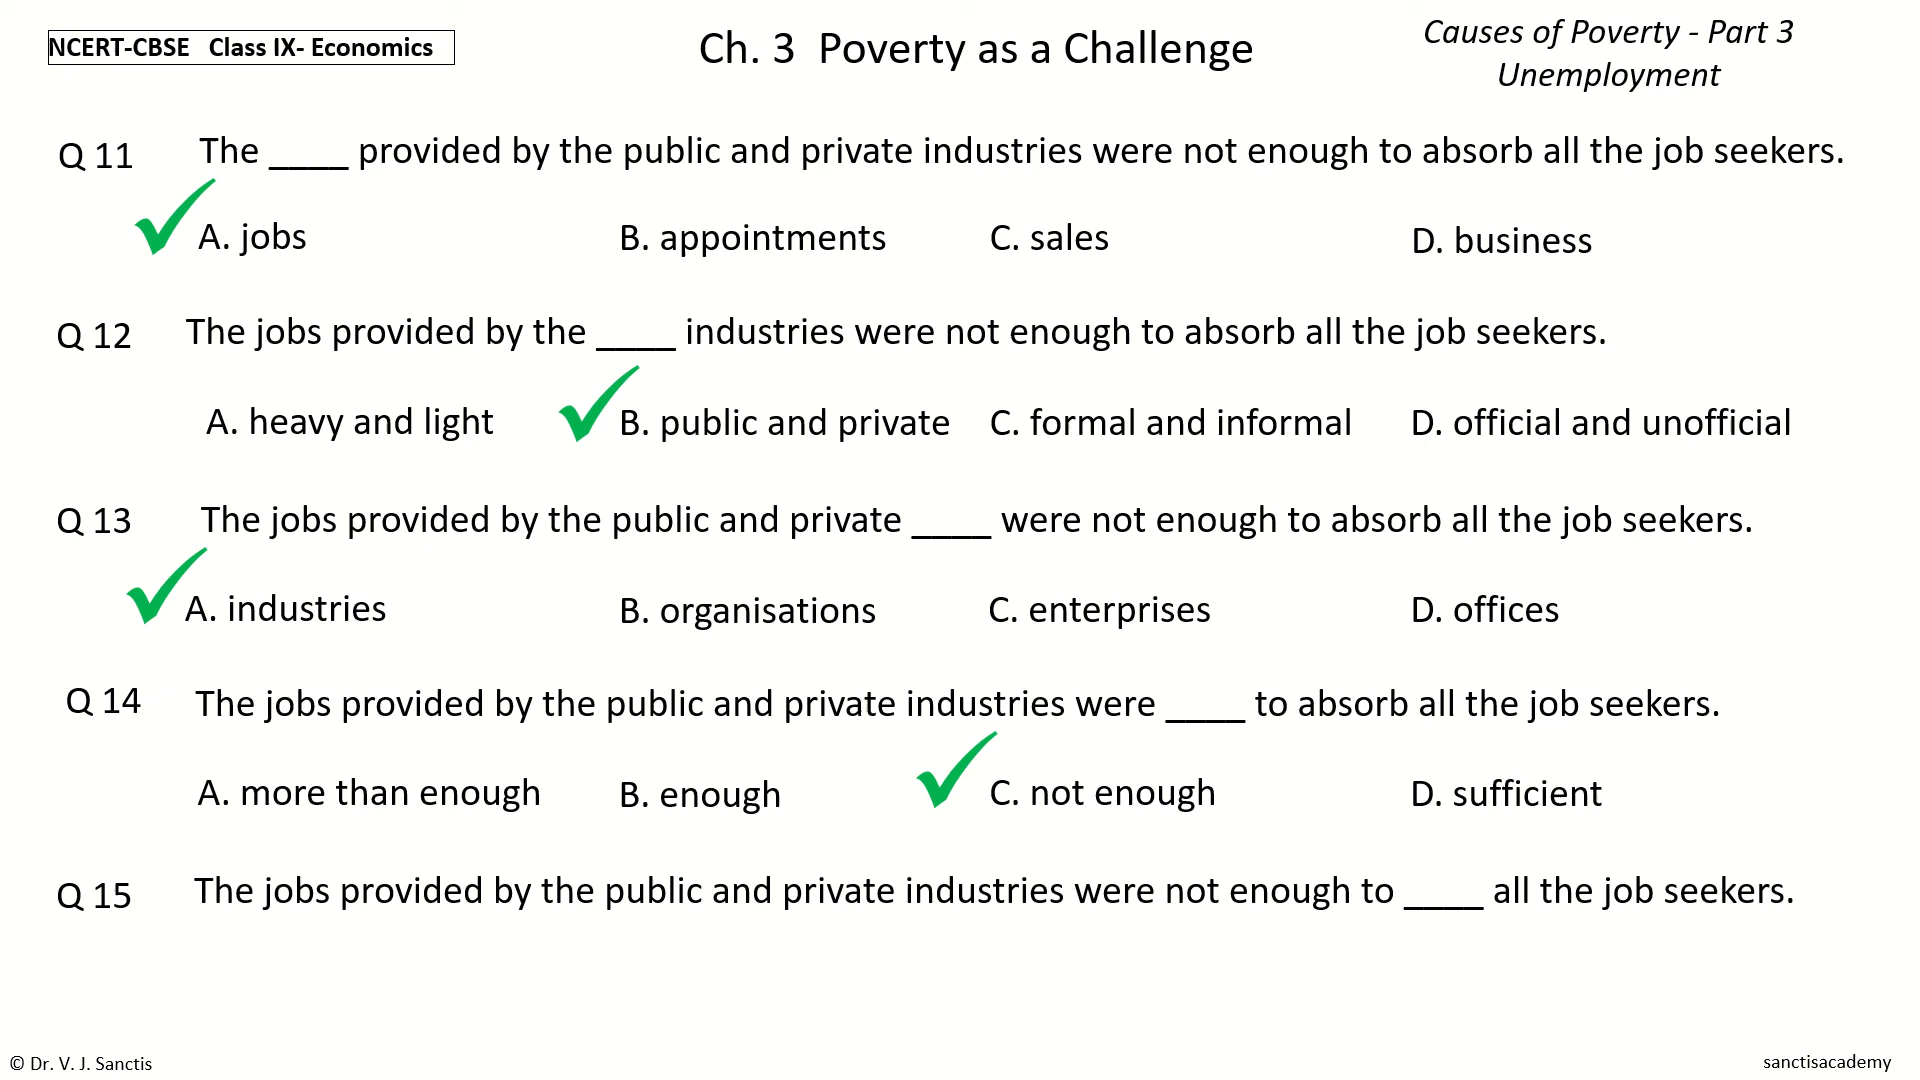 NCERT-CBSE Class IX- Economics
Ch. 3 Poverty as a Challenge
Causes of Poverty - Part 3
Unemployment
Q 11 The ____ provided by the public and private industries were not enough to absorb all the job seekers.
A. jobs B. appointments C. sales D. business
Q 12 The jobs provided by the ____ industries were not enough to absorb all the job seekers.
A. heavy and light B. public and private C. formal and informal D. official and unofficial
Q 13 The jobs provided by the public and private ____ were not enough to absorb all the job seekers.
A. industries B. organisations C. enterprises D. offices
Q 14 The jobs provided by the public and private industries were ____ to absorb all the job seekers.
A. more than enough B. enough C. not enough D. sufficient
Q 15 The jobs provided by the public and private industries were not enough to ____ all the job seekers.
© Dr. V. J. Sanctis
sanctisacademy